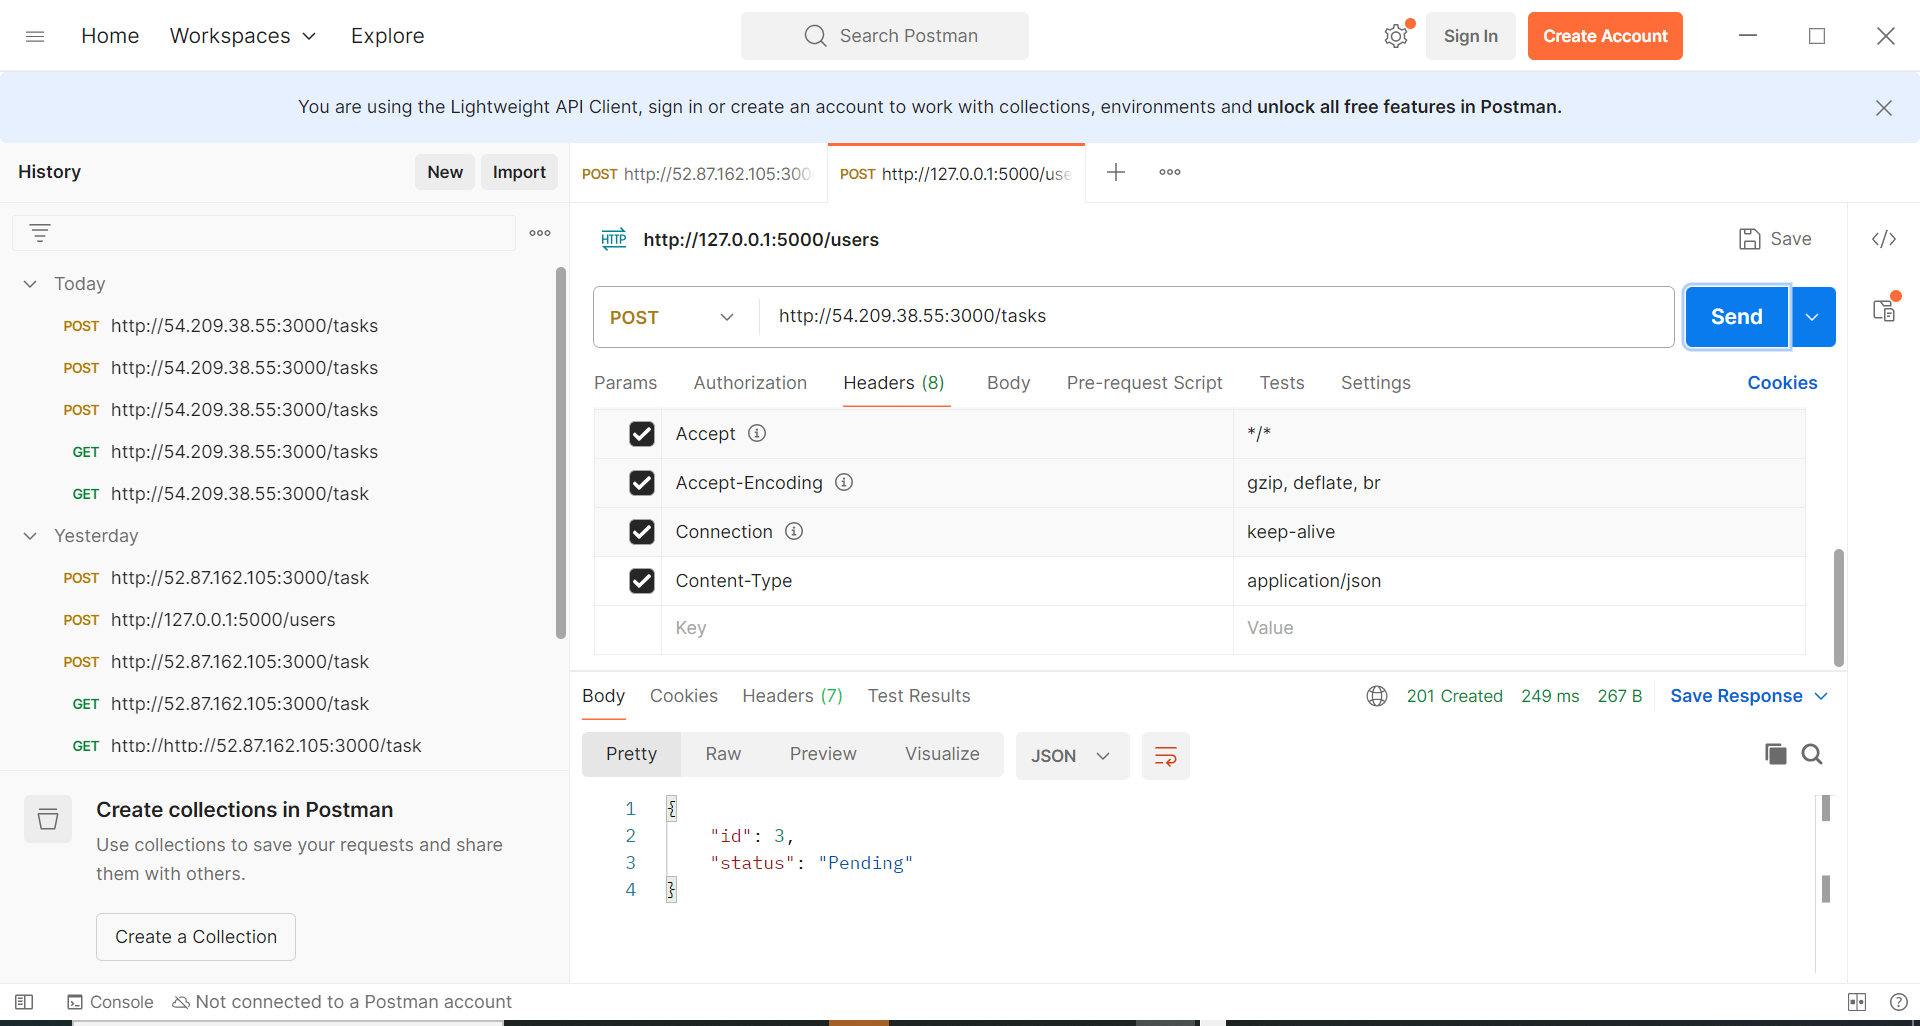 Home Workspaces Explore Search Postman Sign In Create Account
You are using the Lightweight API Client, sign in or create an account to work with collections, environments and unlock all free features in Postman.
History New Import
POST http://52.87.162.105:300 POST http://127.0.0.1:5000/use
HTTP http://127.0.0.1:5000/users Save
Today
POST http://54.209.38.55:3000/tasks
POST http://54.209.38.55:3000/tasks
POST http://54.209.38.55:3000/tasks
GET http://54.209.38.55:3000/tasks
GET http://54.209.38.55:3000/task
Yesterday
POST http://52.87.162.105:3000/task
POST http://127.0.0.1:5000/users
POST http://52.87.162.105:3000/task
GET http://52.87.162.105:3000/task
GET http://http://52.87.162.105:3000/task
Create collections in Postman
Use collections to save your requests and share
them with others.
Create a Collection
POST http://54.209.38.55:3000/tasks Send
Params Authorization Headers (8) Body Pre-request Script Tests Settings Cookies
Accept */*
Accept-Encoding gzip, deflate, br
Connection keep-alive
Content-Type application/json
Key Value
Body Cookies Headers (7) Test Results 201 Created 249 ms 267 B Save Response
Pretty Raw Preview Visualize JSON
1 {
2 "id": 3,
3 "status": "Pending"
4 }
Console Not connected to a Postman account